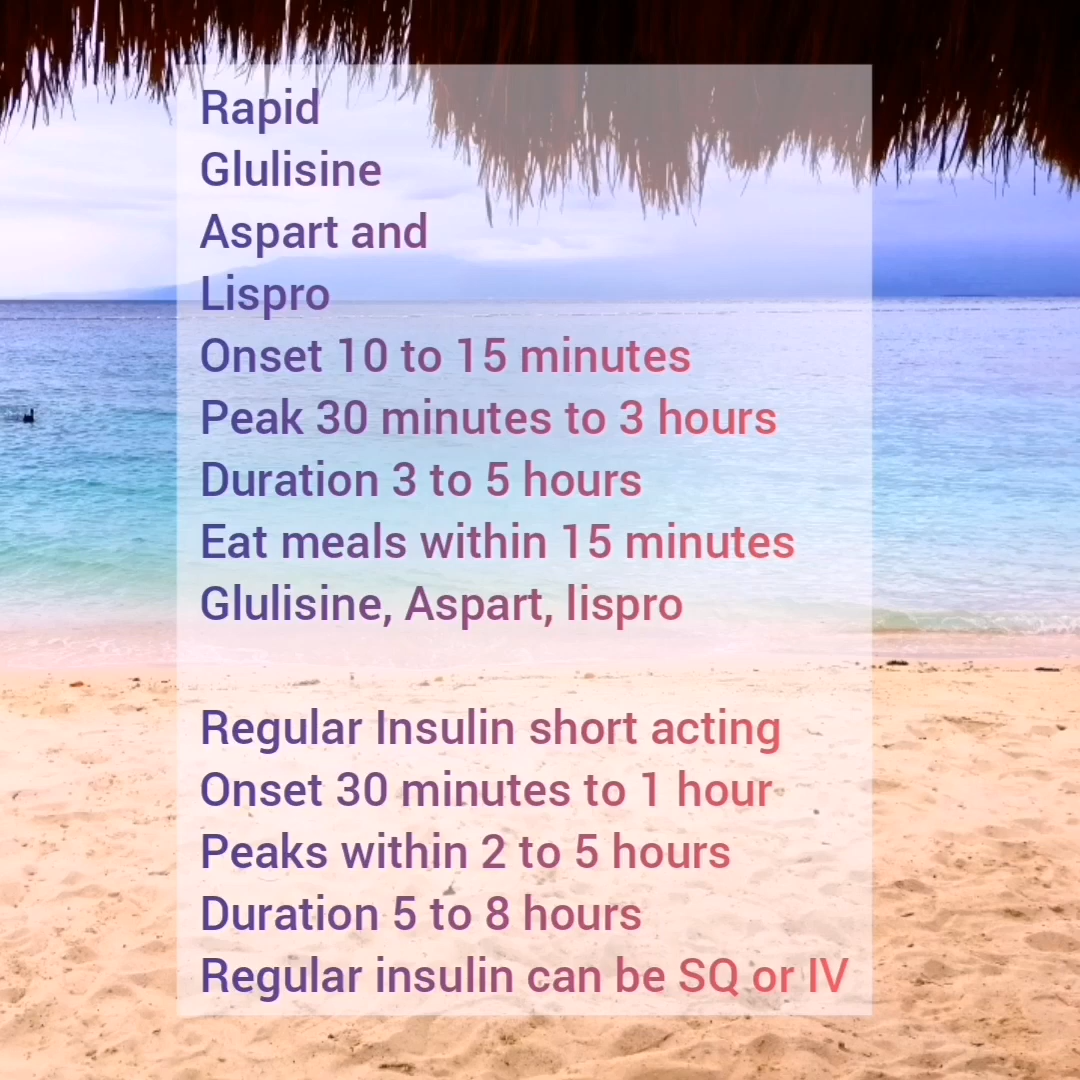 Rapid
Glulisine
Aspart and
Lispro
Onset 10 to 15 minutes
Peak 30 minutes to 3 hours
Duration 3 to 5 hours
Eat meals within 15 minutes
Glulisine, Aspart, lispro
Regular Insulin short acting
Onset 30 minutes to 1 hour
Peaks within 2 to 5 hours
Duration 5 to 8 hours
Regular insulin can be SQ or IV